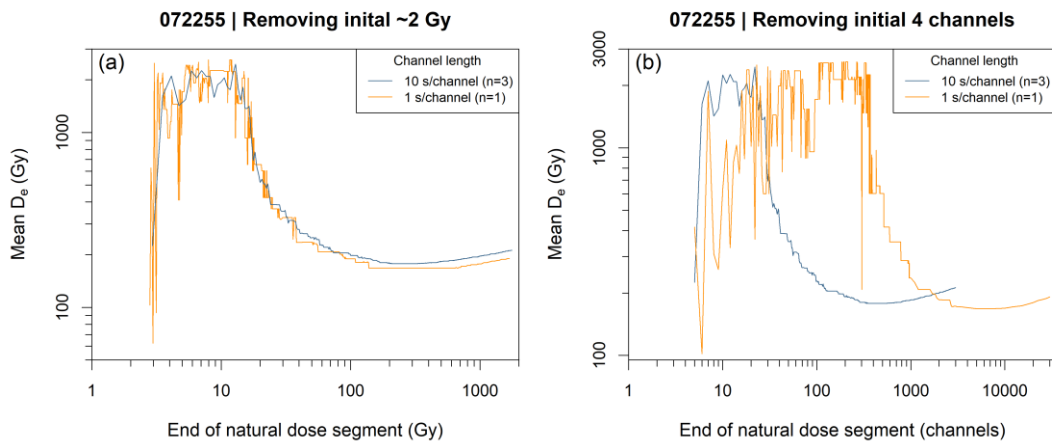 072255 | Removing inital ~2 Gy
(a)
Channel length
10 s/channel (n=3)
1 s/channel (n=1)
1000
100
Mean De (Gy)
1
10
100
1000
End of natural dose segment (Gy)
072255 | Removing initial 4 channels
(b)
Channel length
10 s/channel (n=3)
1 s/channel (n=1)
3000
1000
100
Mean De (Gy)
1
10
100
1000
10000
End of natural dose segment (channels)